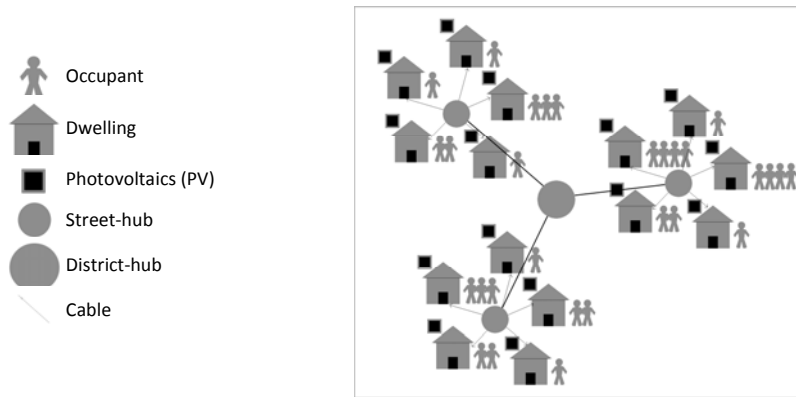 Occupant
Dwelling
Photovoltaics (PV)
Street-hub
District-hub
Cable